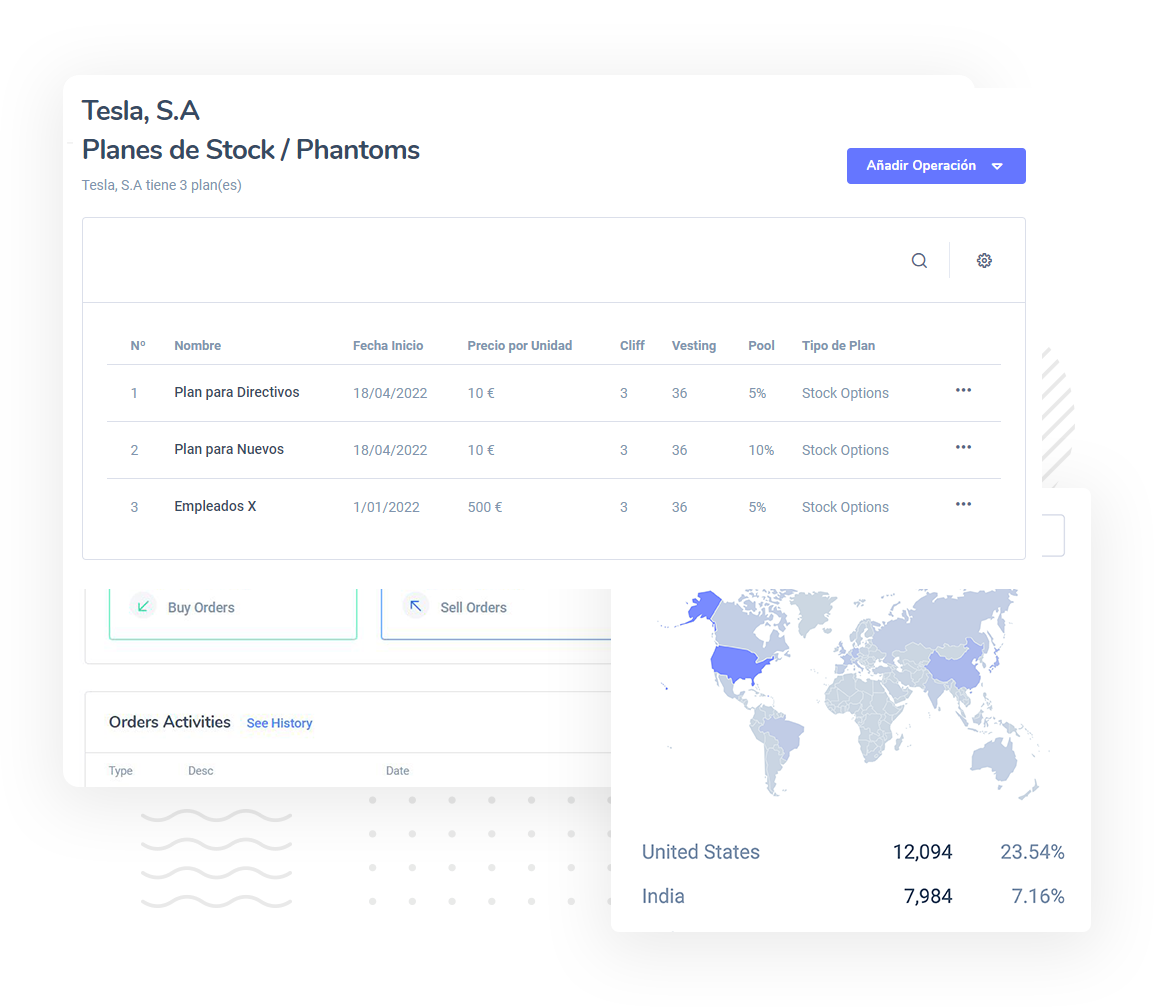 Tesla, S.A
Planes de Stock / Phantoms
Tesla, S.A tiene 3 plan(es)
Añadir Operación
Nº Nombre Fecha Inicio Precio por Unidad Cliff Vesting Pool Tipo de Plan
1 Plan para Directivos 18/04/2022 10 € 3 36 5% Stock Options
2 Plan para Nuevos 18/04/2022 10 € 3 36 10% Stock Options
3 Empleados X 1/01/2022 500 € 3 36 5% Stock Options
Buy Orders Sell Orders
Orders Activities See History
Type Desc Date
United States 12,094 23.54%
India 7,984 7.16%